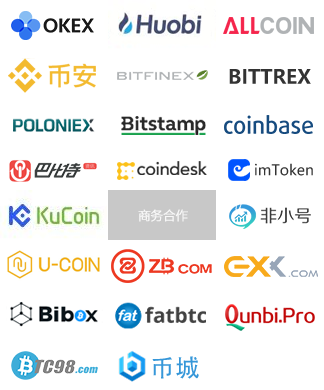 OKEX Huobi ALLCOIN
币安 BITFINEX BITTREX
POLONIEX Bitstamp coinbase
巴比特 coindesk imToken
KuCoin 商务合作 非小号
U-COIN ZB.COM EXX.COM
Bibox fat fatbtc Qunbi.Pro
BTC98.com 币城